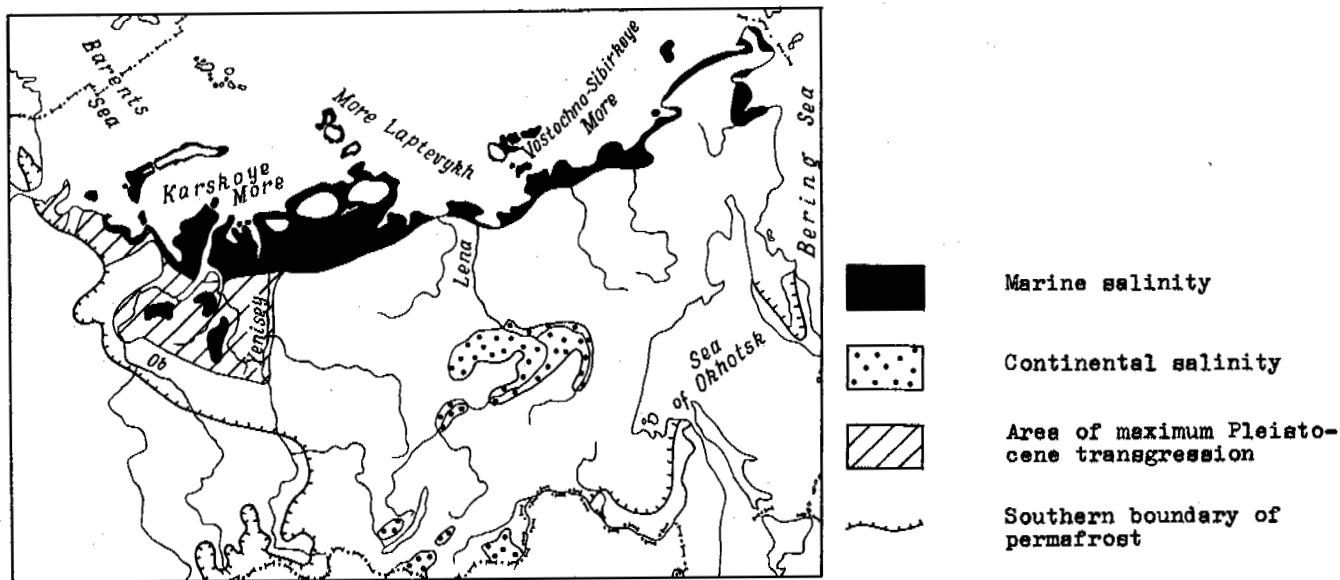 Barents
Sea
Karskoye
More
More Laptevykh
Vostochno-Sibirkoye
More
Bering Sea
Lena
Yenisey
Ob
Sea
of Okhotsk
Marine salinity
Continental salinity
Area of maximum Pleisto-
cene transgression
Southern boundary of
permafrost